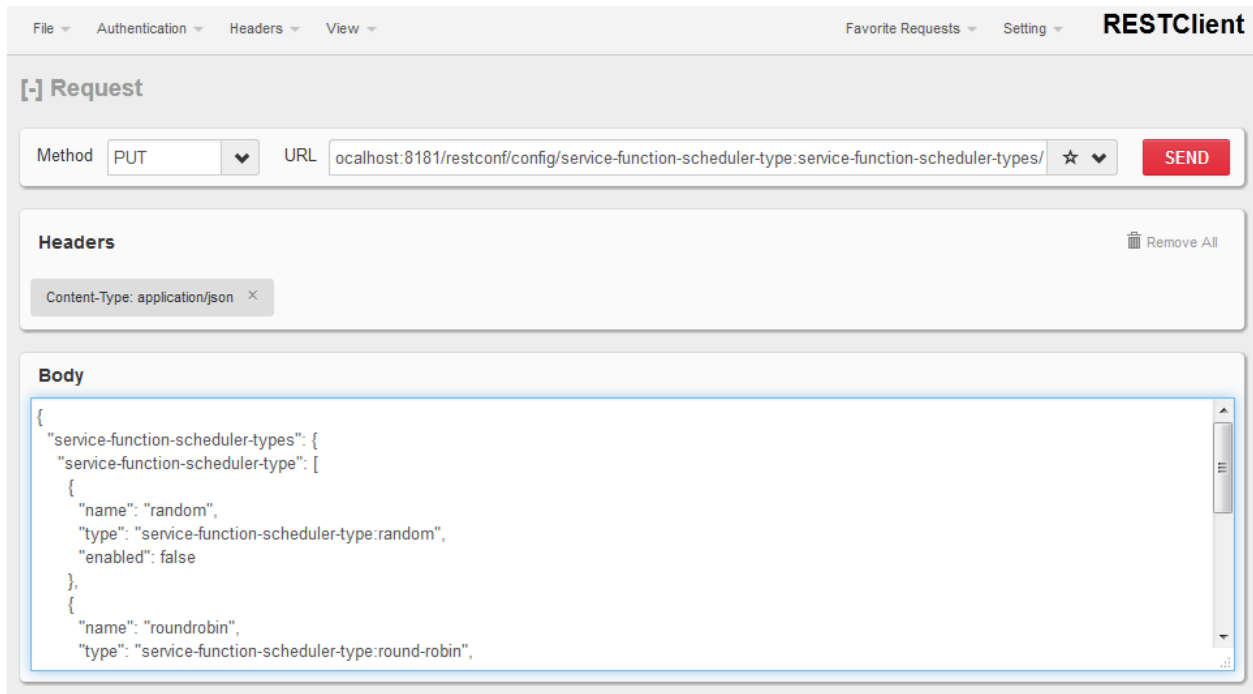 File Authentication Headers View Favorite Requests Setting RESTClient
[-] Request
Method PUT URL ocalhost:8181/restconf/config/service-function-scheduler-type:service-function-scheduler-types/ SEND
Headers Remove All
Content-Type: application/json ×
Body
{
"service-function-scheduler-types": {
"service-function-scheduler-type": [
{
"name": "random",
"type": "service-function-scheduler-type:random",
"enabled": false
},
{
"name": "roundrobin",
"type": "service-function-scheduler-type:round-robin",